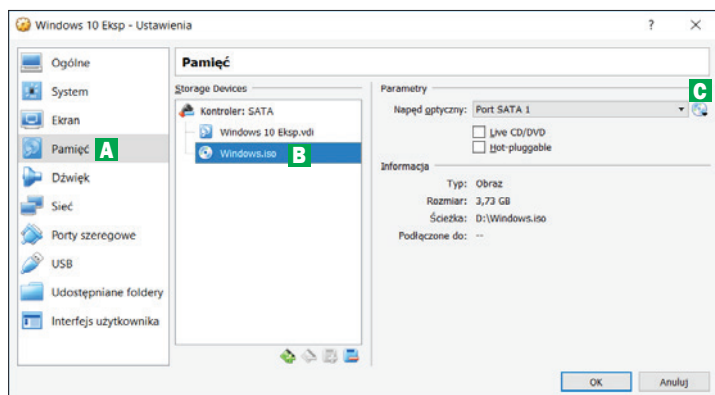 Windows 10 Eksp - Ustawienia ? ×
Ogólne
System
Ekran
Pamięć A
Dźwięk
Sieć
Porty szeregowe
USB
Udostępniane foldery
Interfejs użytkownika
Pamięć
Storage Devices
Kontroler: SATA
Windows 10 Eksp.vdi
Windows.iso B
Parametry
C
Napęd optyczny: Port SATA 1
Live CD/DVD
Hot-pluggable
Informacja
Typ: Obraz
Rozmiar: 3,73 GB
Ścieżka: D:\Windows.iso
Podłączone do: --
OK Anuluj